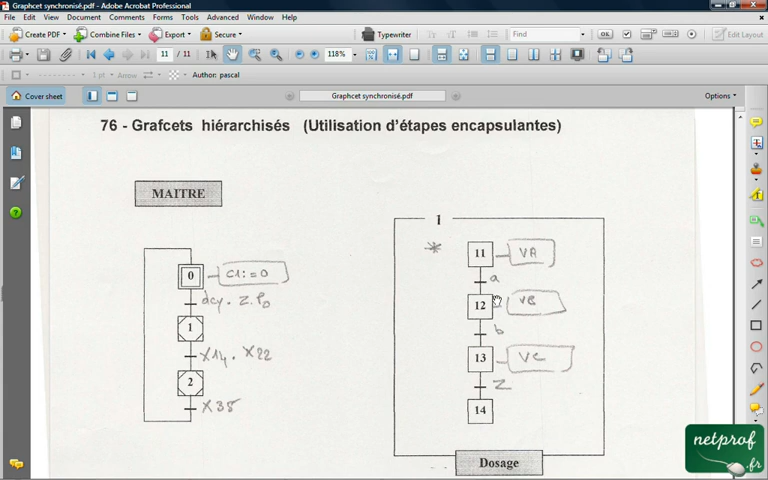 Graphcet synchronisé.pdf - Adobe Acrobat Professional
File Edit View Document Comments Forms Tools Advanced Window Help
Create PDF Combine Files Export Secure Typewriter Find Edit Layout
11 / 11 118%
1 pt Arrow Author: pascal
Cover sheet Graphcet synchronisé.pdf Options
76 - Grafcets hiérarchisés (Utilisation d'étapes encapsulantes)
MAITRE
0 C1:=0
dcy . Z.P0
1
X14 . X22
2
X35
1
*
11 VA
a
12 VB
b
13 VC
Z
14
Dosage
netprof
.fr